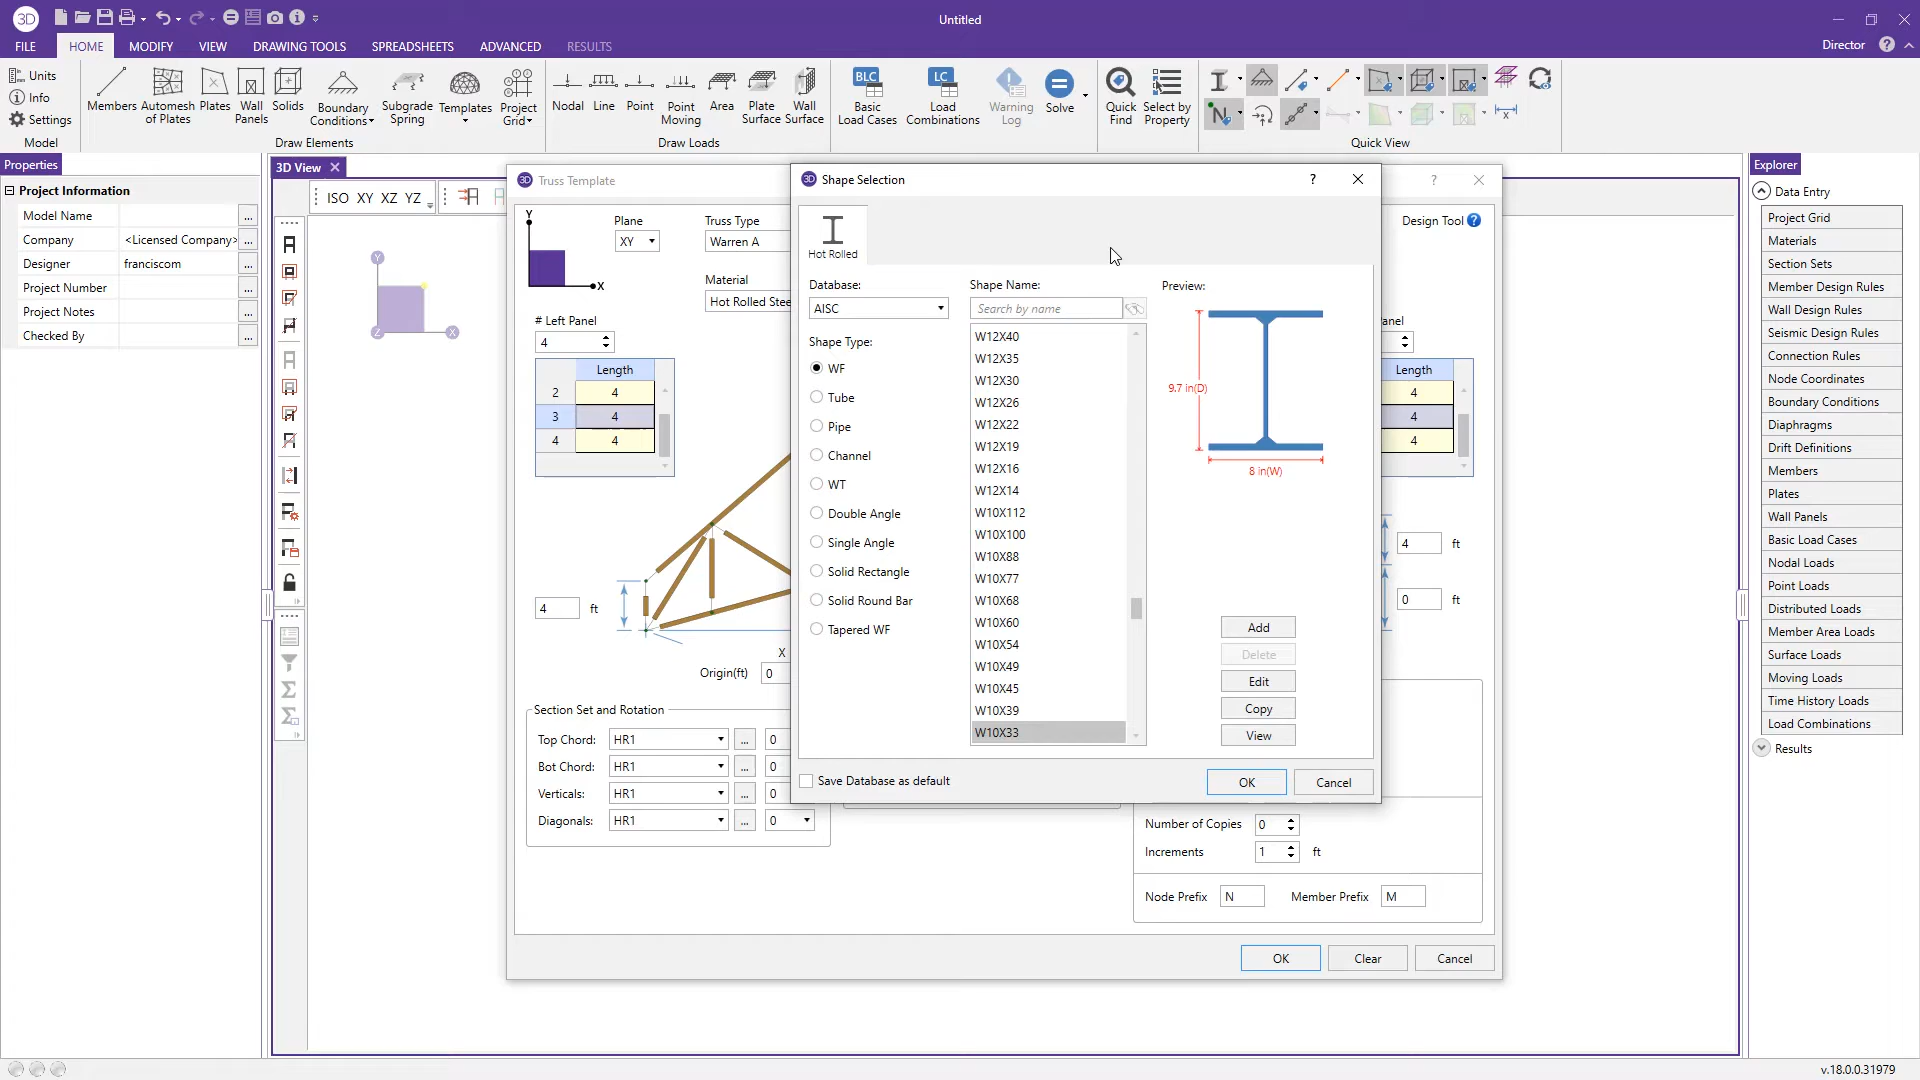 3D
Untitled
FILE HOME MODIFY VIEW DRAWING TOOLS SPREADSHEETS ADVANCED RESULTS
Director
Units
Info
Settings
Model
Members
Automesh of Plates
Plates
Wall Panels
Solids
Boundary Conditions
Subgrade Spring
Templates
Project Grid
Draw Elements
Nodal
Line
Point
Point Moving
Area
Plate Surface
Wall Surface
Draw Loads
BLC
Basic Load Cases
LC
Load Combinations
Warning Log
Solve
Quick Find
Select by Property
N
Quick View
Properties
Project Information
Model Name ...
Company <Licensed Company> ...
Designer franciscom ...
Project Number ...
Project Notes ...
Checked By ...
3D View
ISO XY XZ YZ
Y
Z X
3D Truss Template
Y
X
Plane
XY
Truss Type
Warren A
Material
Hot Rolled Stee
Design Tool ?
# Left Panel
4
Length
2 4
3 4
4 4
4 ft
X
Origin(ft) 0
Section Set and Rotation
Top Chord: HR1 ... 0
Bot Chord: HR1 ... 0
Verticals: HR1 ... 0
Diagonals: HR1 ... 0
anel
Length
4
4
4
4 ft
0 ft
Number of Copies 0
Increments 1 ft
Node Prefix N Member Prefix M
OK Clear Cancel
3D Shape Selection ?
Hot Rolled
Database:
AISC
Shape Type:
WF
Tube
Pipe
Channel
WT
Double Angle
Single Angle
Solid Rectangle
Solid Round Bar
Tapered WF
Shape Name:
Search by name
W12X40
W12X35
W12X30
W12X26
W12X22
W12X19
W12X16
W12X14
W10X112
W10X100
W10X88
W10X77
W10X68
W10X60
W10X54
W10X49
W10X45
W10X39
W10X33
Preview:
9.7 in(D)
8 in(W)
Add
Delete
Edit
Copy
View
Save Database as default
OK Cancel
Explorer
Data Entry
Project Grid
Materials
Section Sets
Member Design Rules
Wall Design Rules
Seismic Design Rules
Connection Rules
Node Coordinates
Boundary Conditions
Diaphragms
Drift Definitions
Members
Plates
Wall Panels
Basic Load Cases
Nodal Loads
Point Loads
Distributed Loads
Member Area Loads
Surface Loads
Moving Loads
Time History Loads
Load Combinations
Results
v.18.0.0.31979